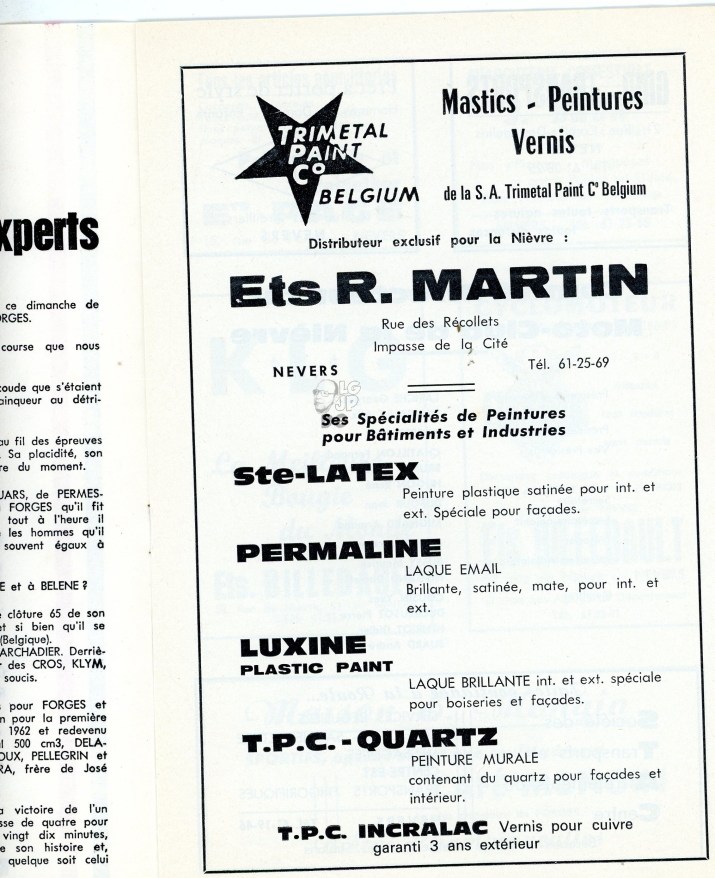 xperts
ce dimanche de
ORGES.
course que nous
coude que s'étaient
ainqueur au détri-
au fil des épreuves
. Sa placidité, son
re du moment.
UARS, de PERMES-
FORGES qu'il fit
tout à l'heure il
les hommes qu'il
souvent égaux à
E et à BELENE ?
clôture 65 de son
et si bien qu'il se
(Belgique).
ARCHADIER. Derriè-
des CROS, KLYM,
soucis.
pour FORGES et
n pour la première
1962 et redevenu
500 cm3, DELA-
OUX, PELLEGRIN et
RA, frère de José
victoire de l'un
sse de quatre pour
vingt dix minutes,
e son histoire et,
quelque soit celui
TRIMETAL
PAINT
Co
BELGIUM
Mastics - Peintures
Vernis
de la S. A. Trimetal Paint Co Belgium
Distributeur exclusif pour la Nièvre :
Ets R. MARTIN
Rue des Récollets
Impasse de la Cité
NEVERS
Tél. 61-25-69
LG
JP
Ses Spécialités de Peintures
pour Bâtiments et Industries
Ste-LATEX
Peinture plastique satinée pour int. et
ext. Spéciale pour façades.
PERMALINE
LAQUE EMAIL
Brillante, satinée, mate, pour int. et
ext.
LUXINE
PLASTIC PAINT
LAQUE BRILLANTE int. et ext. spéciale
pour boiseries et façades.
T.P.C. - QUARTZ
PEINTURE MURALE
contenant du quartz pour façades et
intérieur.
T.P.C. INCRALAC Vernis pour cuivre
garanti 3 ans extérieur